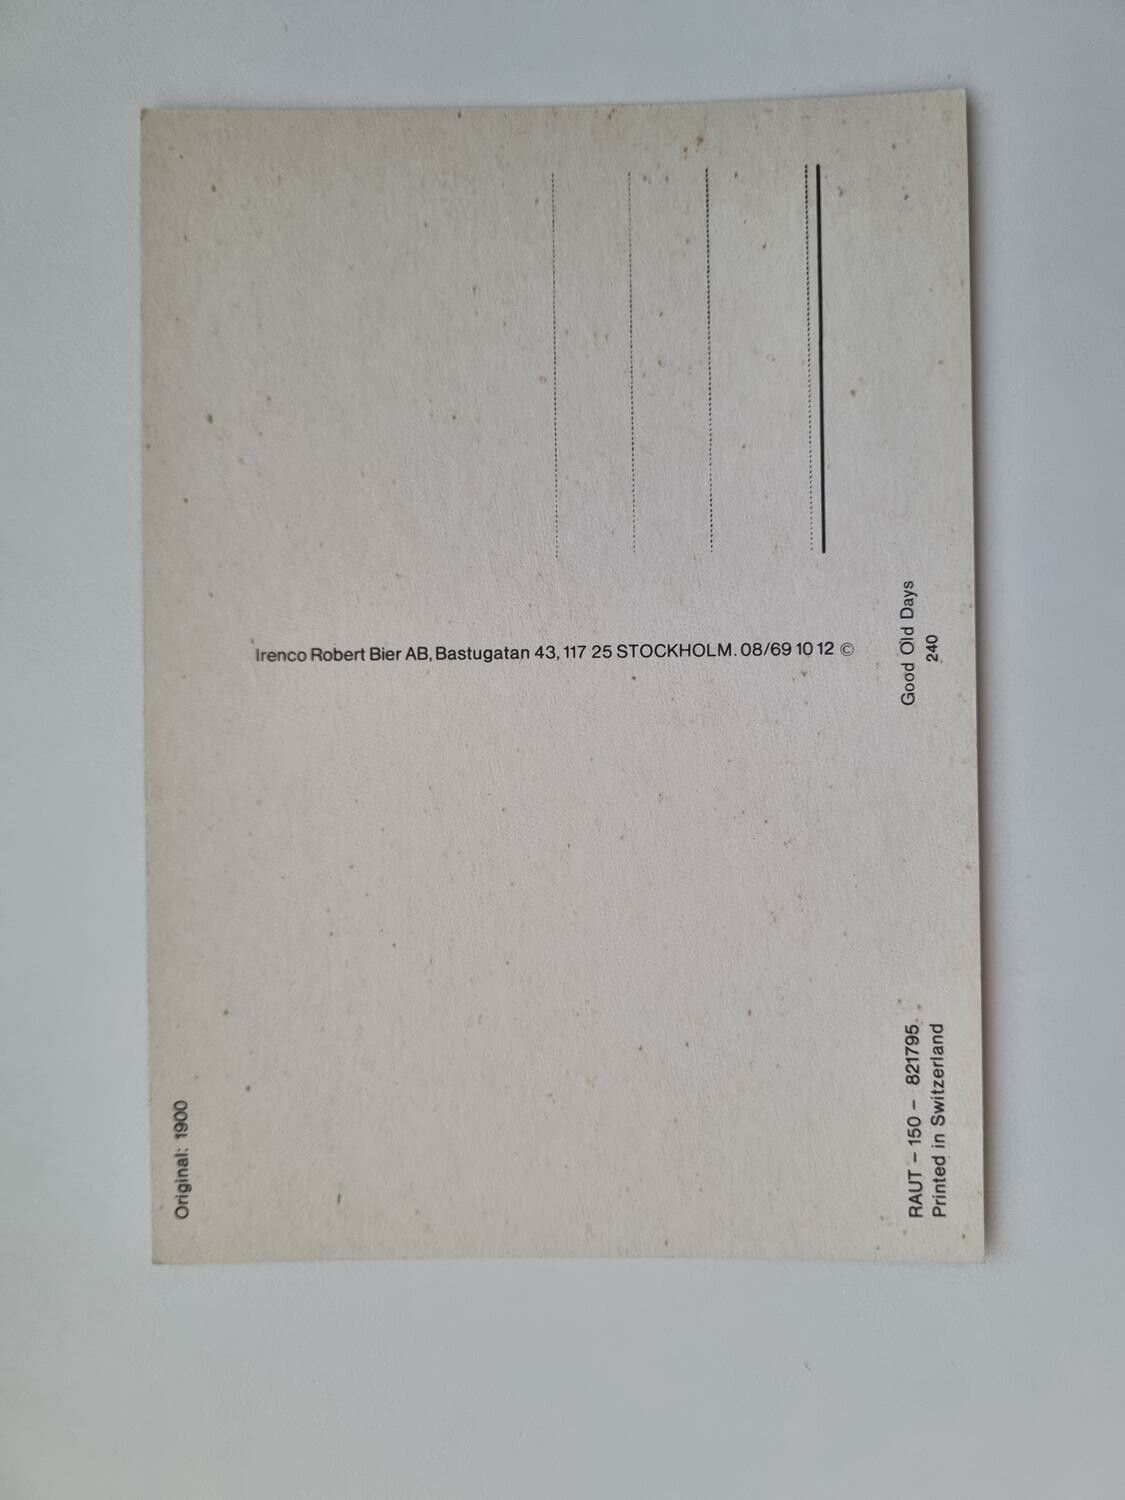 Original: 1900
Irenco Robert Bier AB, Bastugatan 43, 117 25 STOCKHOLM. 08/69 10 12 ©
Good Old Days
240
RAUT – 150 – 821795
Printed in Switzerland